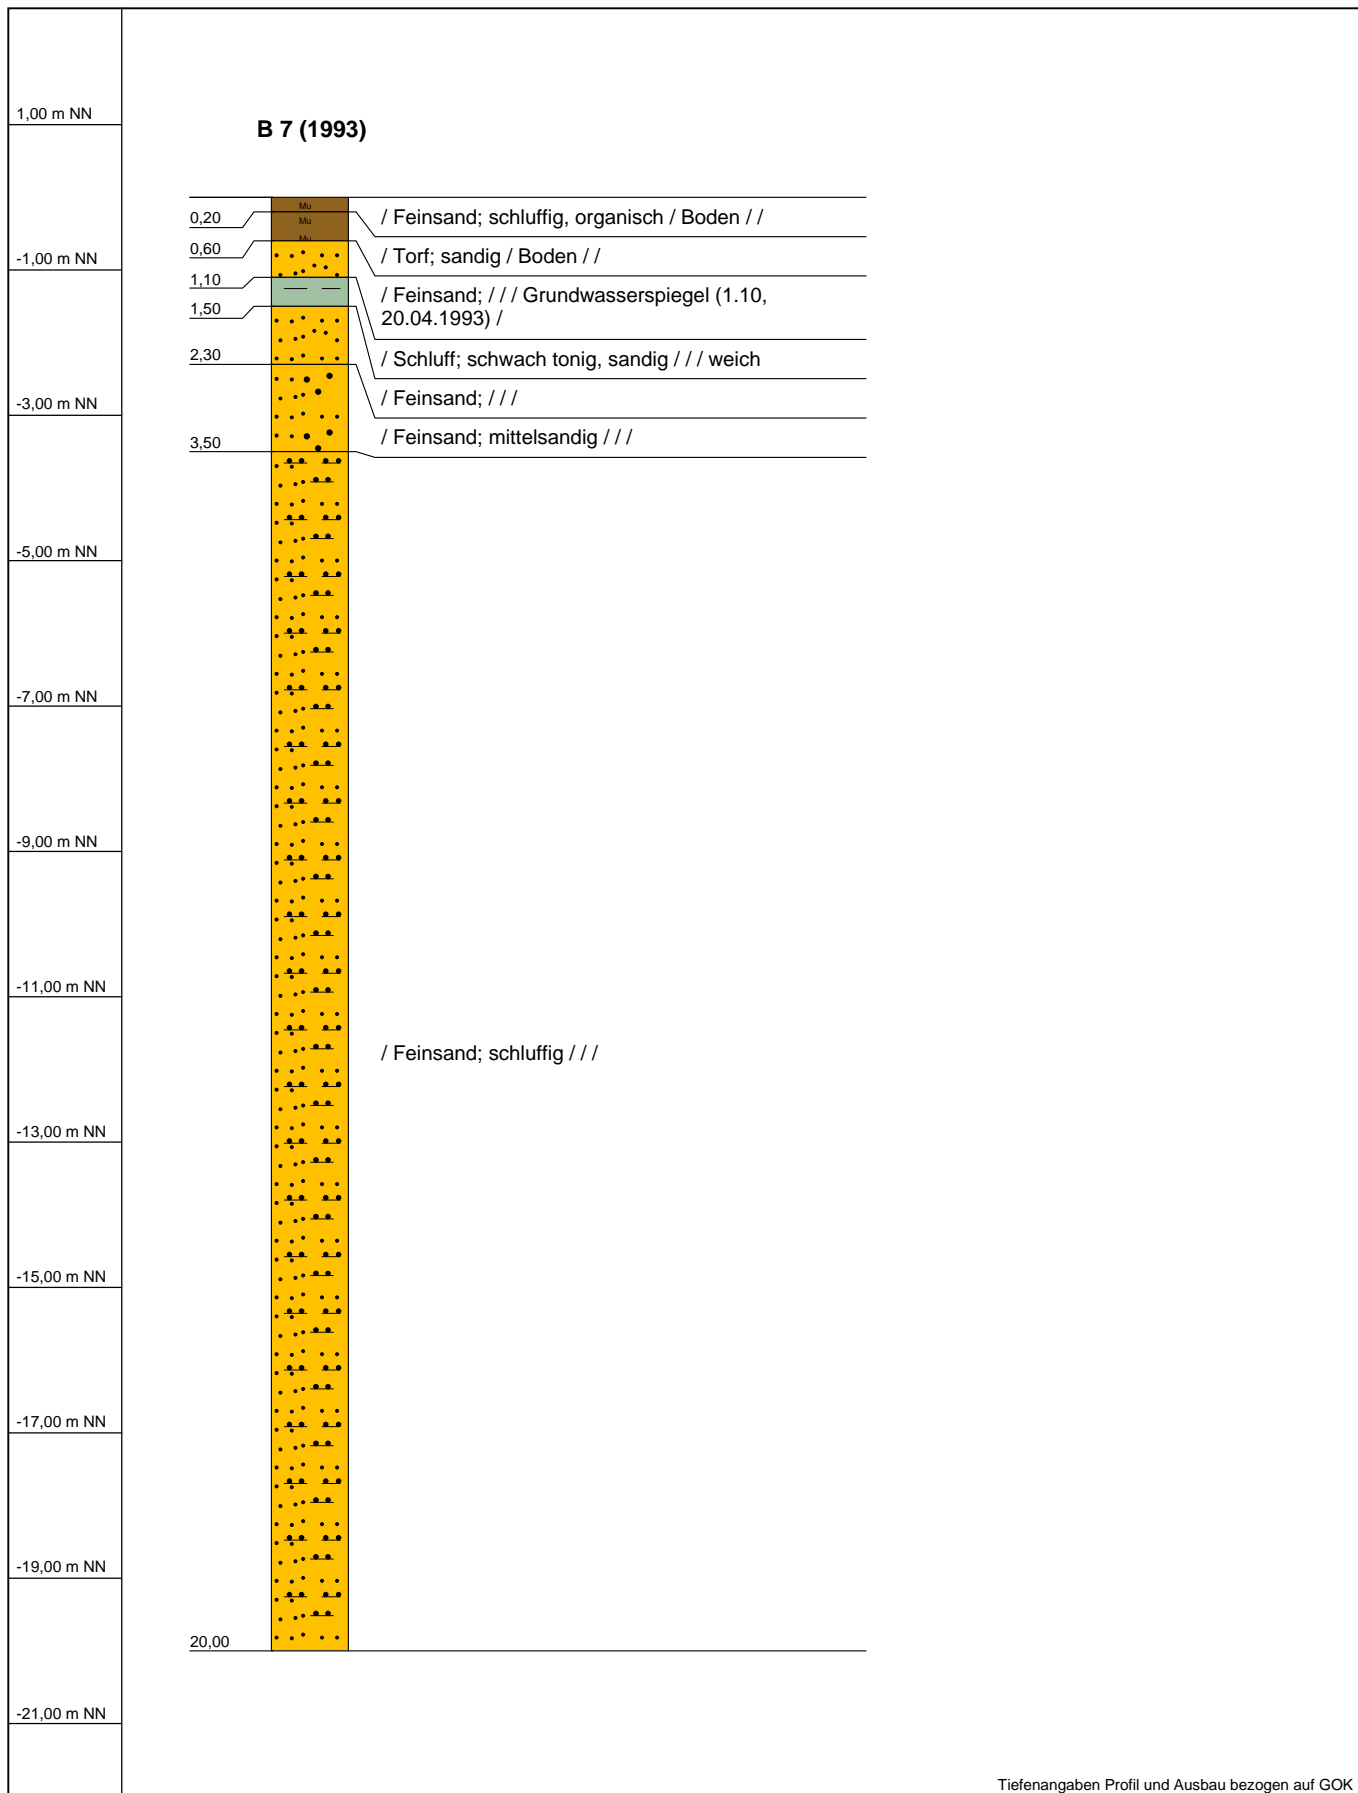 1,00 m NN
B 7 (1993)
Mu
0,20
Mu
/ Feinsand; schluffig, organisch / Boden / /
Mu
0,60
/ Torf; sandig / Boden / /
-1,00 m NN
1,10
/ Feinsand; / / / Grundwasserspiegel (1.10,
20.04.1993) /
1,50
2,30
/ Schluff; schwach tonig, sandig / / / weich
/ Feinsand; / / /
-3,00 m NN
3,50
/ Feinsand; mittelsandig / / /
-5,00 m NN
-7,00 m NN
-9,00 m NN
-11,00 m NN
/ Feinsand; schluffig / / /
-13,00 m NN
-15,00 m NN
-17,00 m NN
-19,00 m NN
20,00
-21,00 m NN
Tiefenangaben Profil und Ausbau bezogen auf GOK